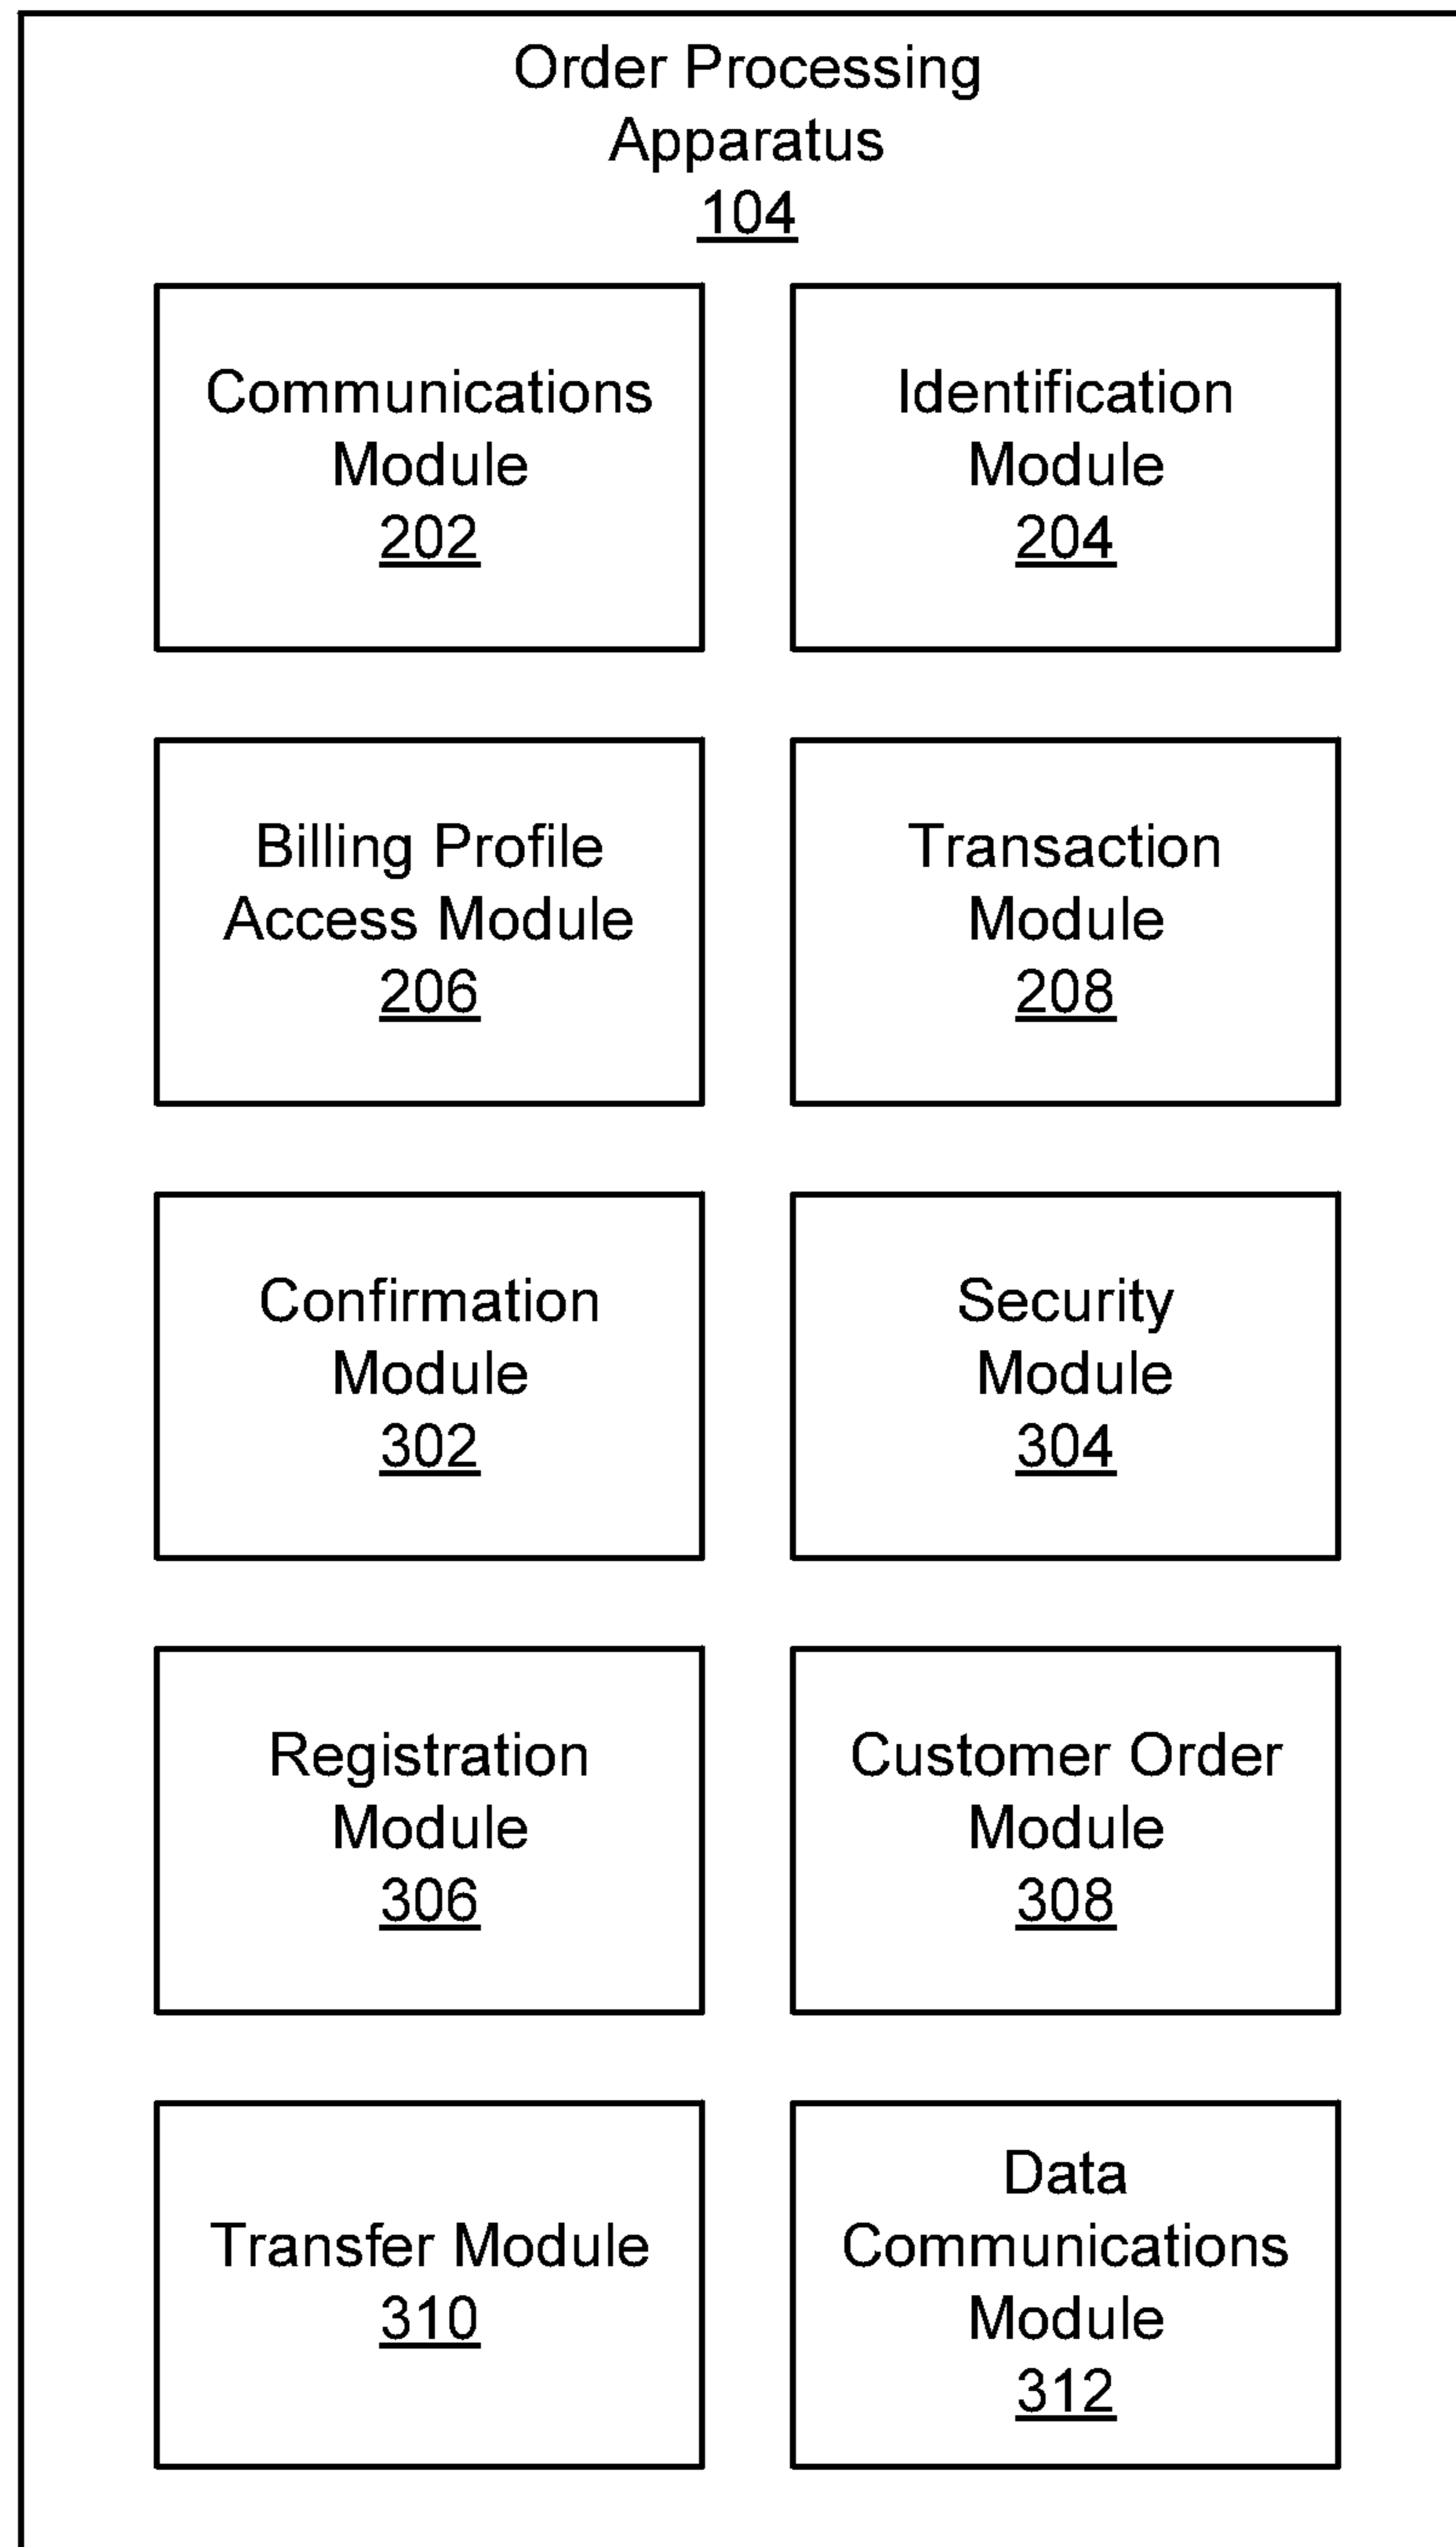 Order Processing
Apparatus
104
Communications
Module
202
Identification
Module
204
Billing Profile
Access Module
206
Transaction
Module
208
Confirmation
Module
302
Security
Module
304
Registration
Module
306
Customer Order
Module
308
Transfer Module
310
Data
Communications
Module
312